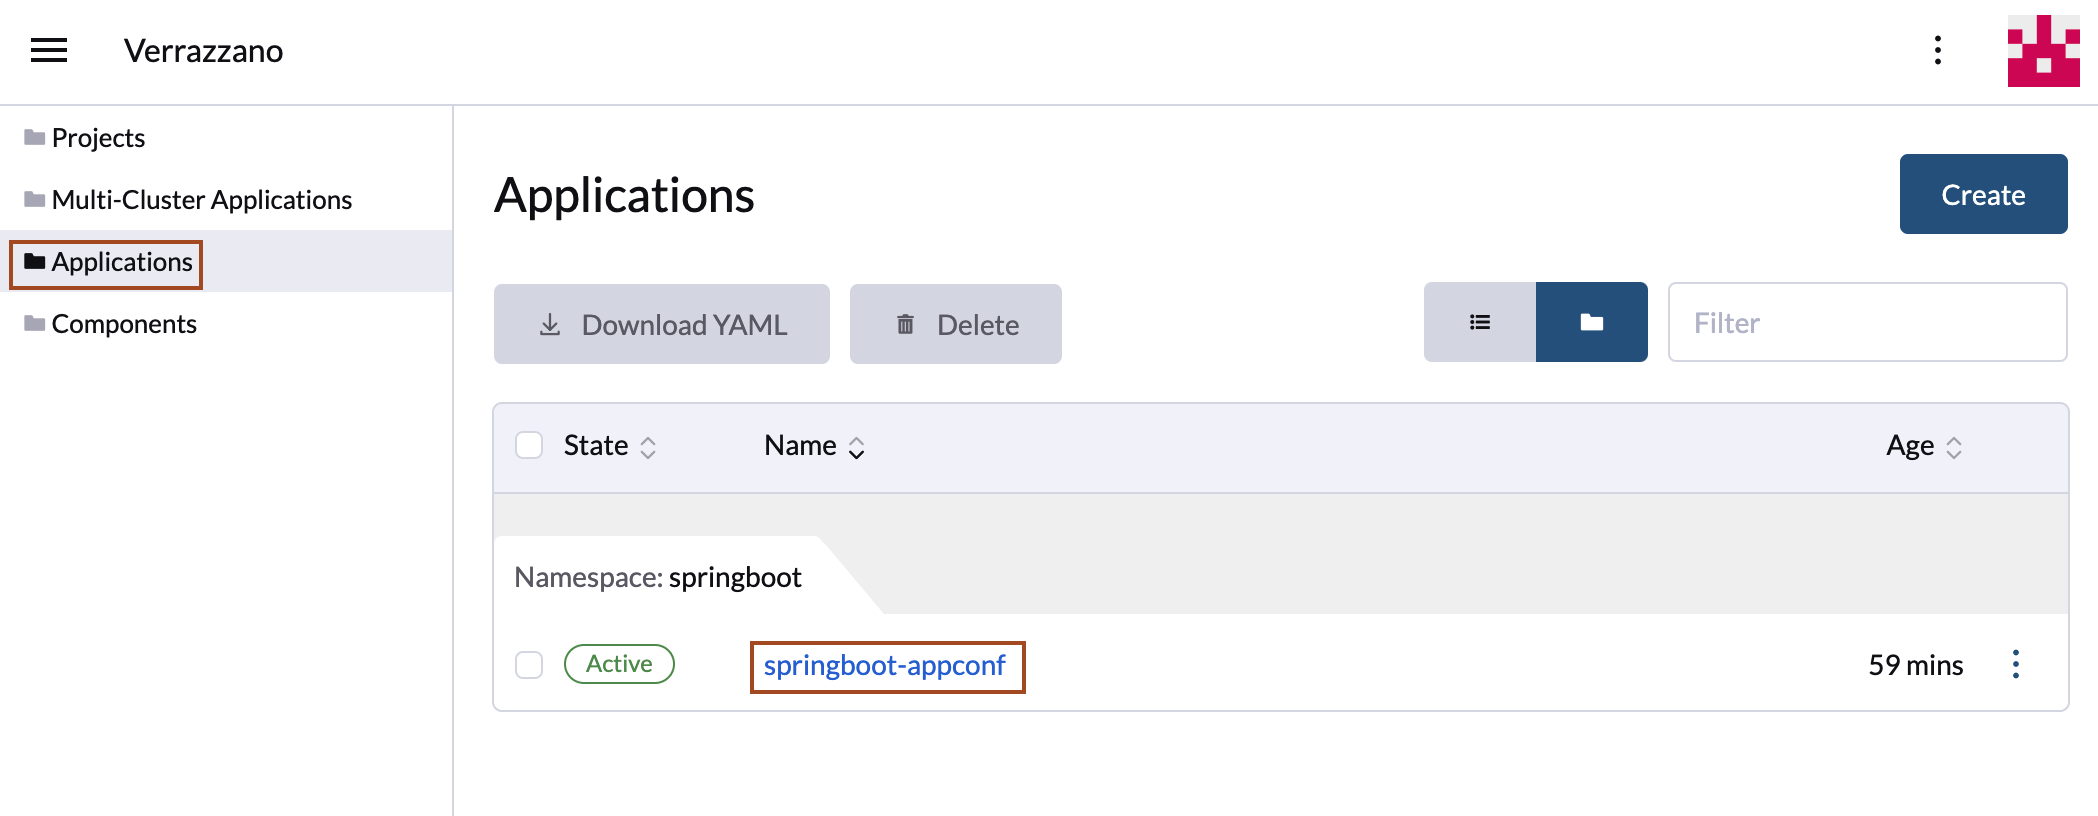 Verrazzano
Projects
Multi-Cluster Applications
Applications
Components
Applications
Create
Download YAML
Delete
Filter
State Name Age
Namespace: springboot
Active springboot-appconf 59 mins